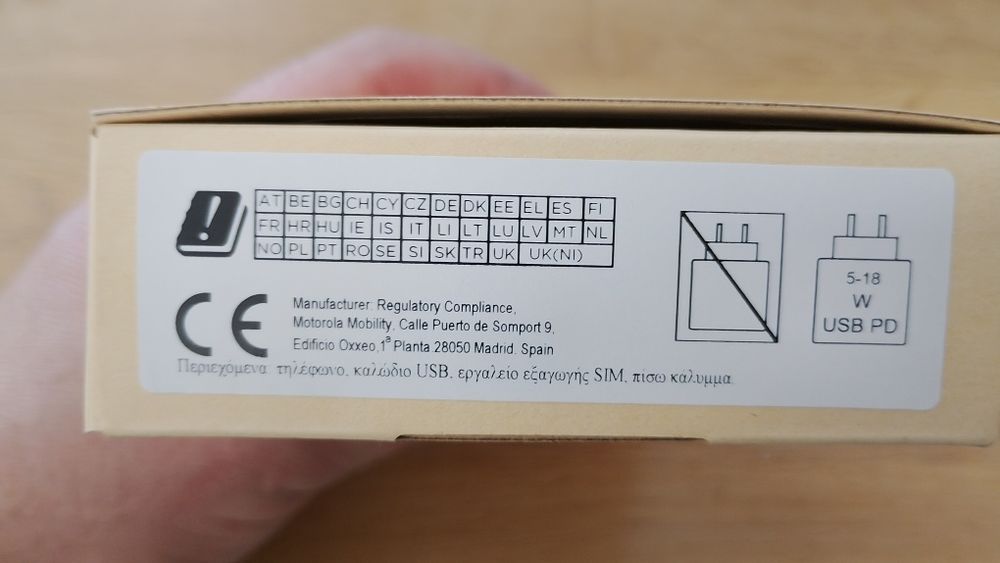 !
AT BE BG CH CY CZ DE DK EE EL ES FI
FR HR HU IE IS IT LI LT LU LV MT NL
NO PL PT RO SE SI SK TR UK UK(NI)
CE
Manufacturer: Regulatory Compliance,
Motorola Mobility, Calle Puerto de Somport 9,
Edificio Oxxeo,1ª Planta.28050 Madrid. Spain
Περιεχόμενα: τηλέφωνο, καλώδιο USB, εργαλείο εξαγωγής SIM, πίσω κάλυμμα.
5-18
W
USB PD